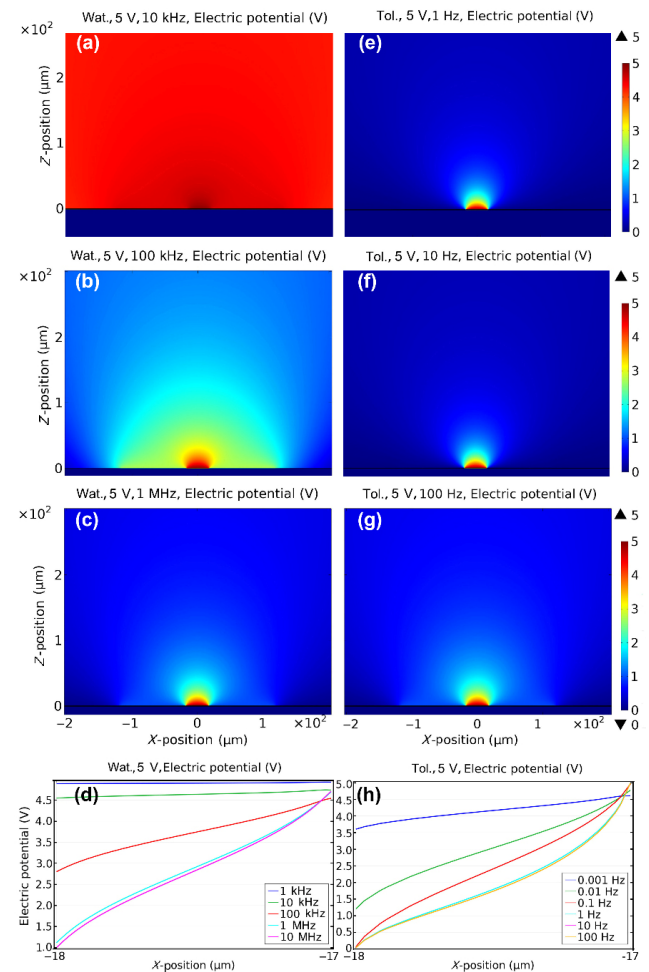 Wat., 5 V, 10 kHz, Electric potential (V)
Tol., 5 V, 1 Hz, Electric potential (V)
×10²
Z-position (μm)
2
1
0
(a)
(e)
▲ 5
5
4
3
2
1
0
Wat., 5 V, 100 kHz, Electric potential (V)
Tol., 5 V, 10 Hz, Electric potential (V)
×10²
Z-position (μm)
2
1
0
(b)
(f)
▲ 5
5
4
3
2
1
0
Wat., 5 V, 1 MHz, Electric potential (V)
Tol., 5 V, 100 Hz, Electric potential (V)
×10²
Z-position (μm)
2
1
0
(c)
(g)
▲ 5
5
4
3
2
1
0
▼ 0
−2 −1 0 1 ×10²
X-position (μm)
−2 −1 0 1 ×10²
X-position (μm)
Wat., 5 V, Electric potential (V)
(d)
Electric potential (V)
4.5
4.0
3.5
3.0
2.5
2.0
1.5
1.0
1 kHz
10 kHz
100 kHz
1 MHz
10 MHz
−18 −17
X-position (μm)
Tol., 5 V, Electric potential (V)
(h)
5.0
4.5
4.0
3.5
3.0
2.5
2.0
1.5
1.0
0.5
0
0.001 Hz
0.01 Hz
0.1 Hz
1 Hz
10 Hz
100 Hz
−18 −17
X-position (μm)